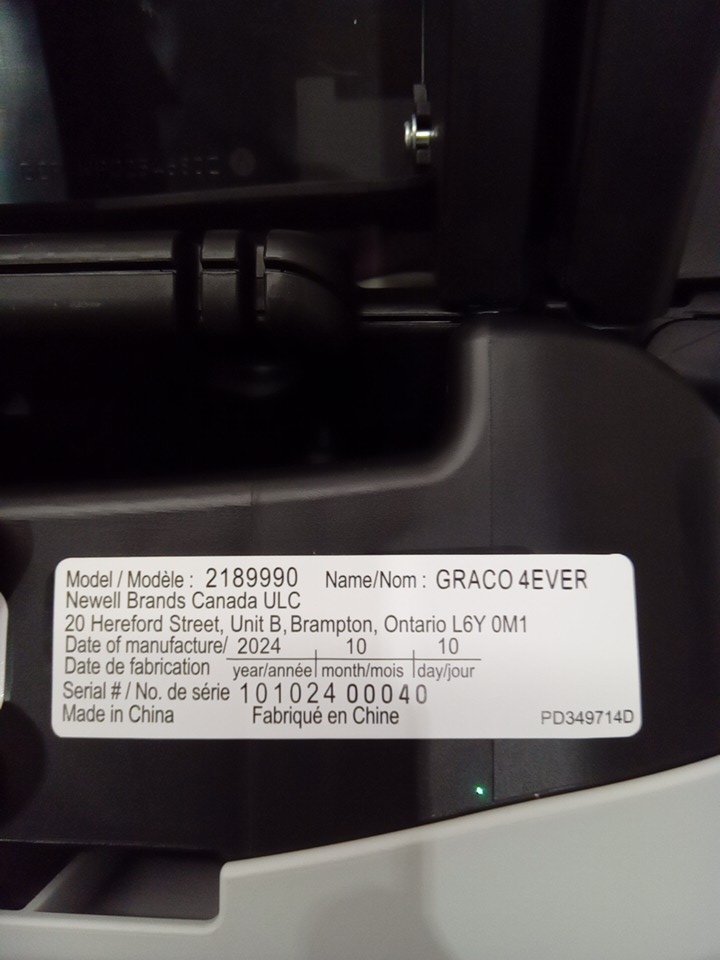 Model / Modèle : 2189990 Name/Nom : GRACO 4EVER
Newell Brands Canada ULC
20 Hereford Street, Unit B, Brampton, Ontario L6Y 0M1
Date of manufacture/ 2024 10 10
Date de fabrication year/année month/mois day/jour
Serial # / No. de série 101024 00040
Made in China Fabriqué en Chine PD349714D